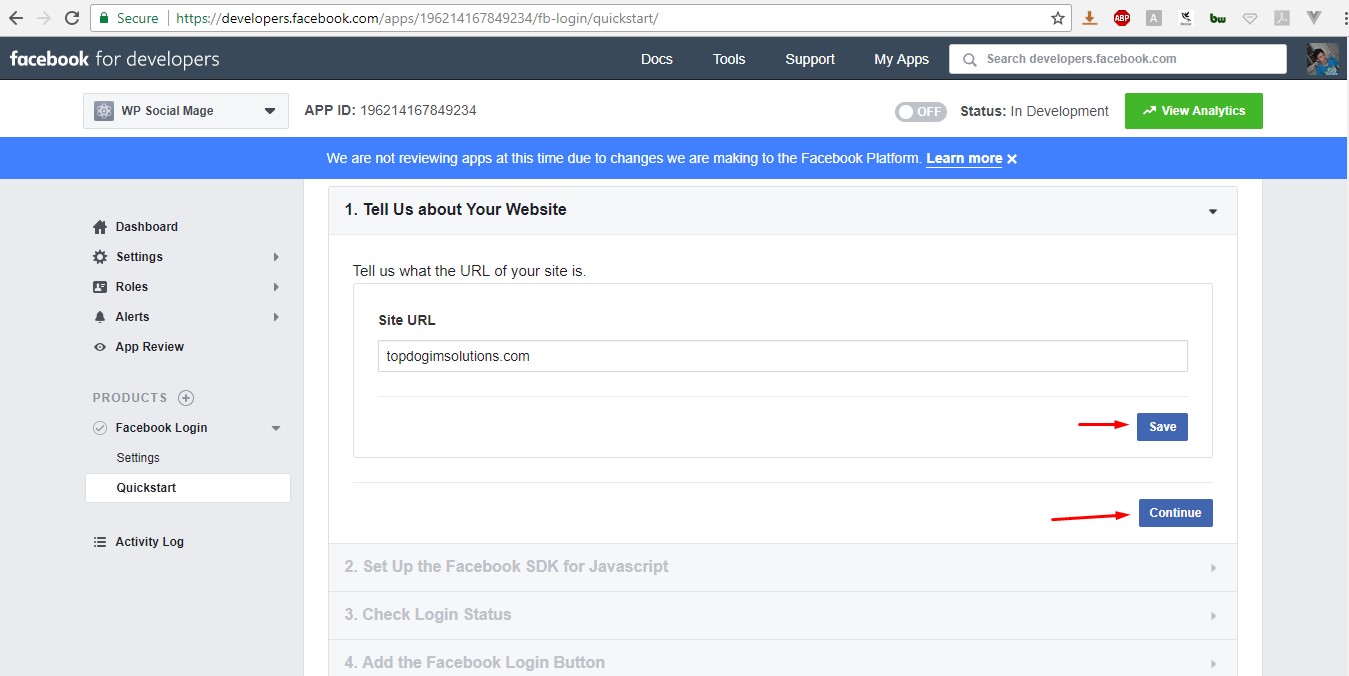 Secure https://developers.facebook.com/apps/196214167849234/fb-login/quickstart/
ABP A bw
facebook for developers Docs Tools Support My Apps Search developers.facebook.com
WP Social Mage APP ID: 196214167849234 OFF Status: In Development View Analytics
We are not reviewing apps at this time due to changes we are making to the Facebook Platform. Learn more
Dashboard
Settings
Roles
Alerts
App Review
PRODUCTS
Facebook Login
Settings
Quickstart
Activity Log
1. Tell Us about Your Website
Tell us what the URL of your site is.
Site URL
topdogimsolutions.com
Save
Continue
2. Set Up the Facebook SDK for Javascript
3. Check Login Status
4. Add the Facebook Login Button